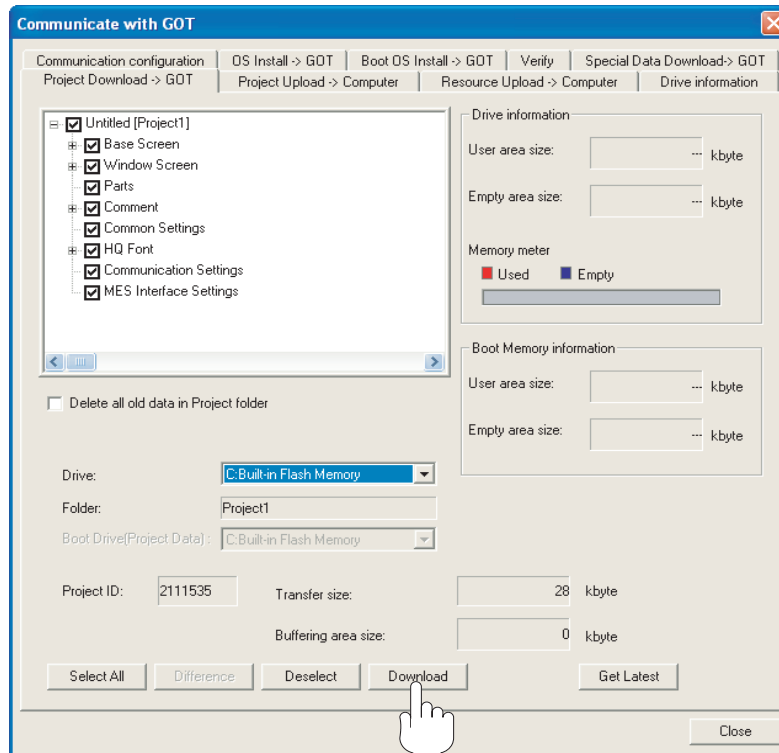 Communicate with GOT
Communication configuration OS Install -> GOT Boot OS Install -> GOT Verify Special Data Download-> GOT
Project Download -> GOT Project Upload -> Computer Resource Upload -> Computer Drive information
Untitled [Project1]
Base Screen
Window Screen
Parts
Comment
Common Settings
HQ Font
Communication Settings
MES Interface Settings
Delete all old data in Project folder
Drive: C:Built-in Flash Memory
Folder: Project1
Boot Drive(Project Data) : C:Built-in Flash Memory
Drive information
User area size: --- kbyte
Empty area size: --- kbyte
Memory meter
Used Empty
Boot Memory information
User area size: --- kbyte
Empty area size: --- kbyte
Project ID: 2111535 Transfer size: 28 kbyte
Buffering area size: 0 kbyte
Select All Difference Deselect Download Get Latest
Close